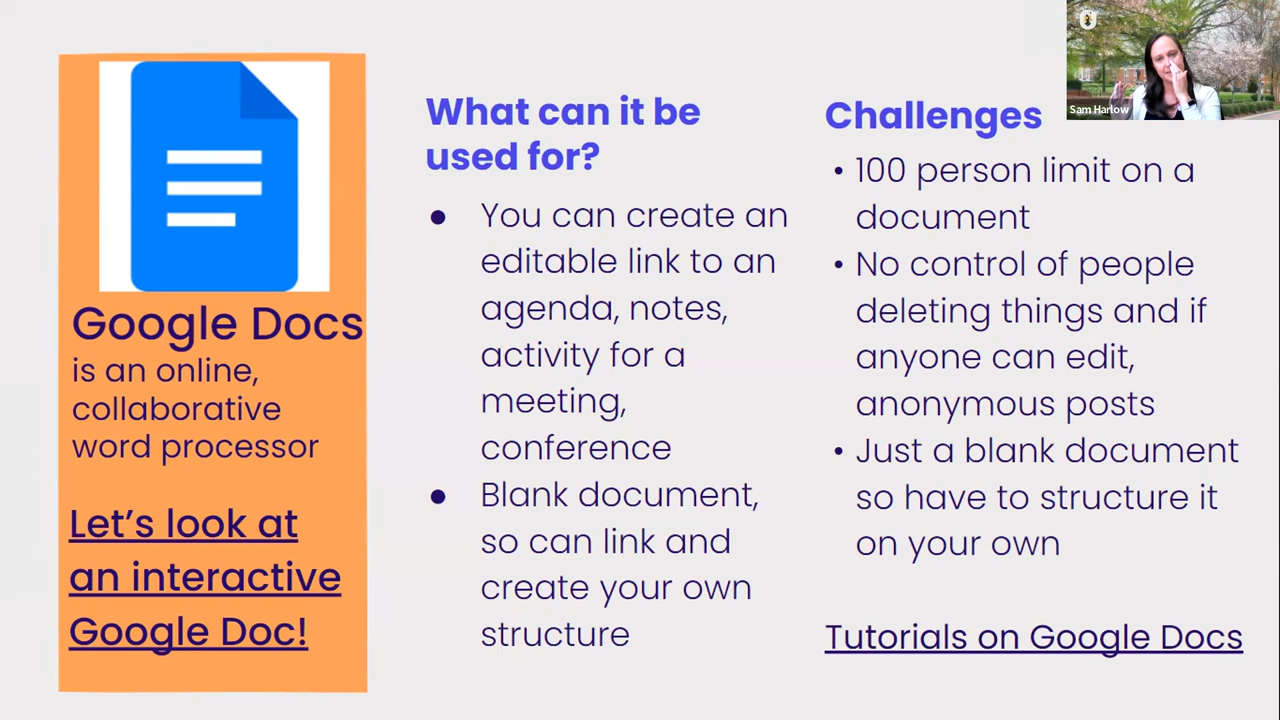 Google Docs
is an online,
collaborative
word processor
Let’s look at
an interactive
Google Doc!
What can it be
used for?
● You can create an
editable link to an
agenda, notes,
activity for a
meeting,
conference
● Blank document,
so can link and
create your own
structure
Challenges
• 100 person limit on a
document
• No control of people
deleting things and if
anyone can edit,
anonymous posts
• Just a blank document
so have to structure it
on your own
Tutorials on Google Docs
Sam Harlow